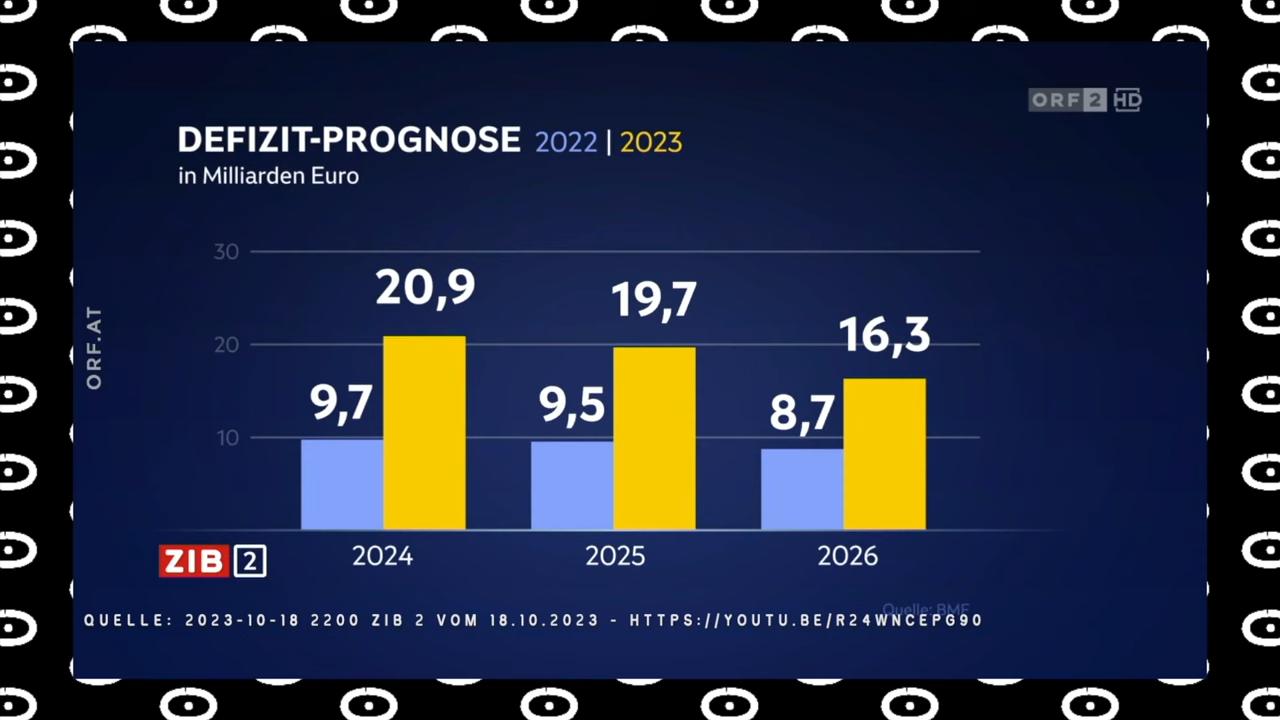 ORF 2 HD
DEFIZIT-PROGNOSE 2022 | 2023
in Milliarden Euro
30
20,9
19,7
ORF.AT
20
16,3
9,7
9,5
8,7
10
ZIB 2
2024
2025
2026
Quelle: BMF
QUELLE: 2023-10-18 2200 ZIB 2 VOM 18.10.2023 - HTTPS://YOUTU.BE/R24WNCEPG90